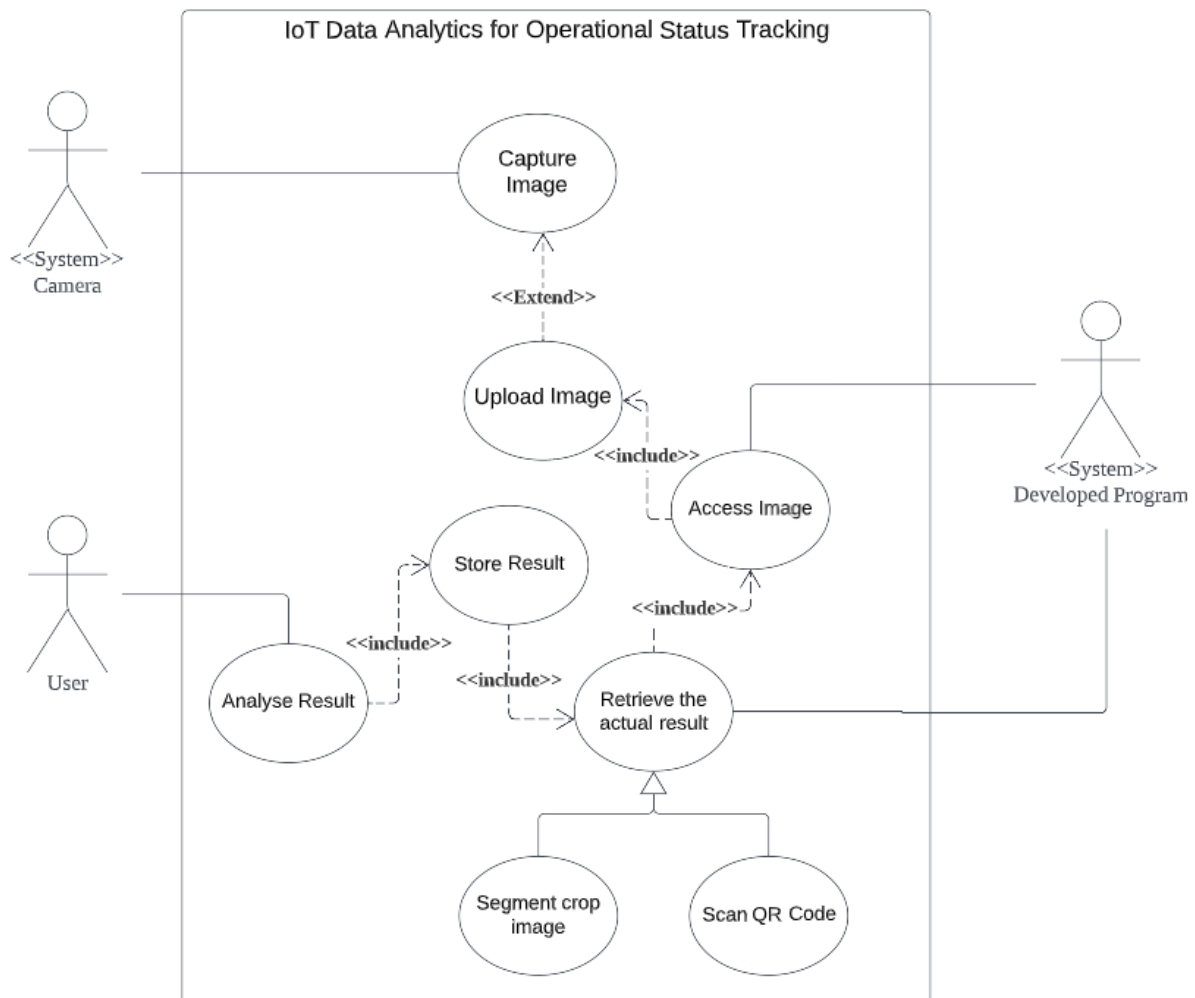 IoT Data Analytics for Operational Status Tracking
Capture
Image
<<System>>
Camera
<<Extend>>
Upload Image
<<include>>
<<System>>
Developed Program
Access Image
Store Result
<<include>>
<<include>>
User
Analyse Result
<<include>>
Retrieve the
actual result
Segment crop
image
Scan QR Code